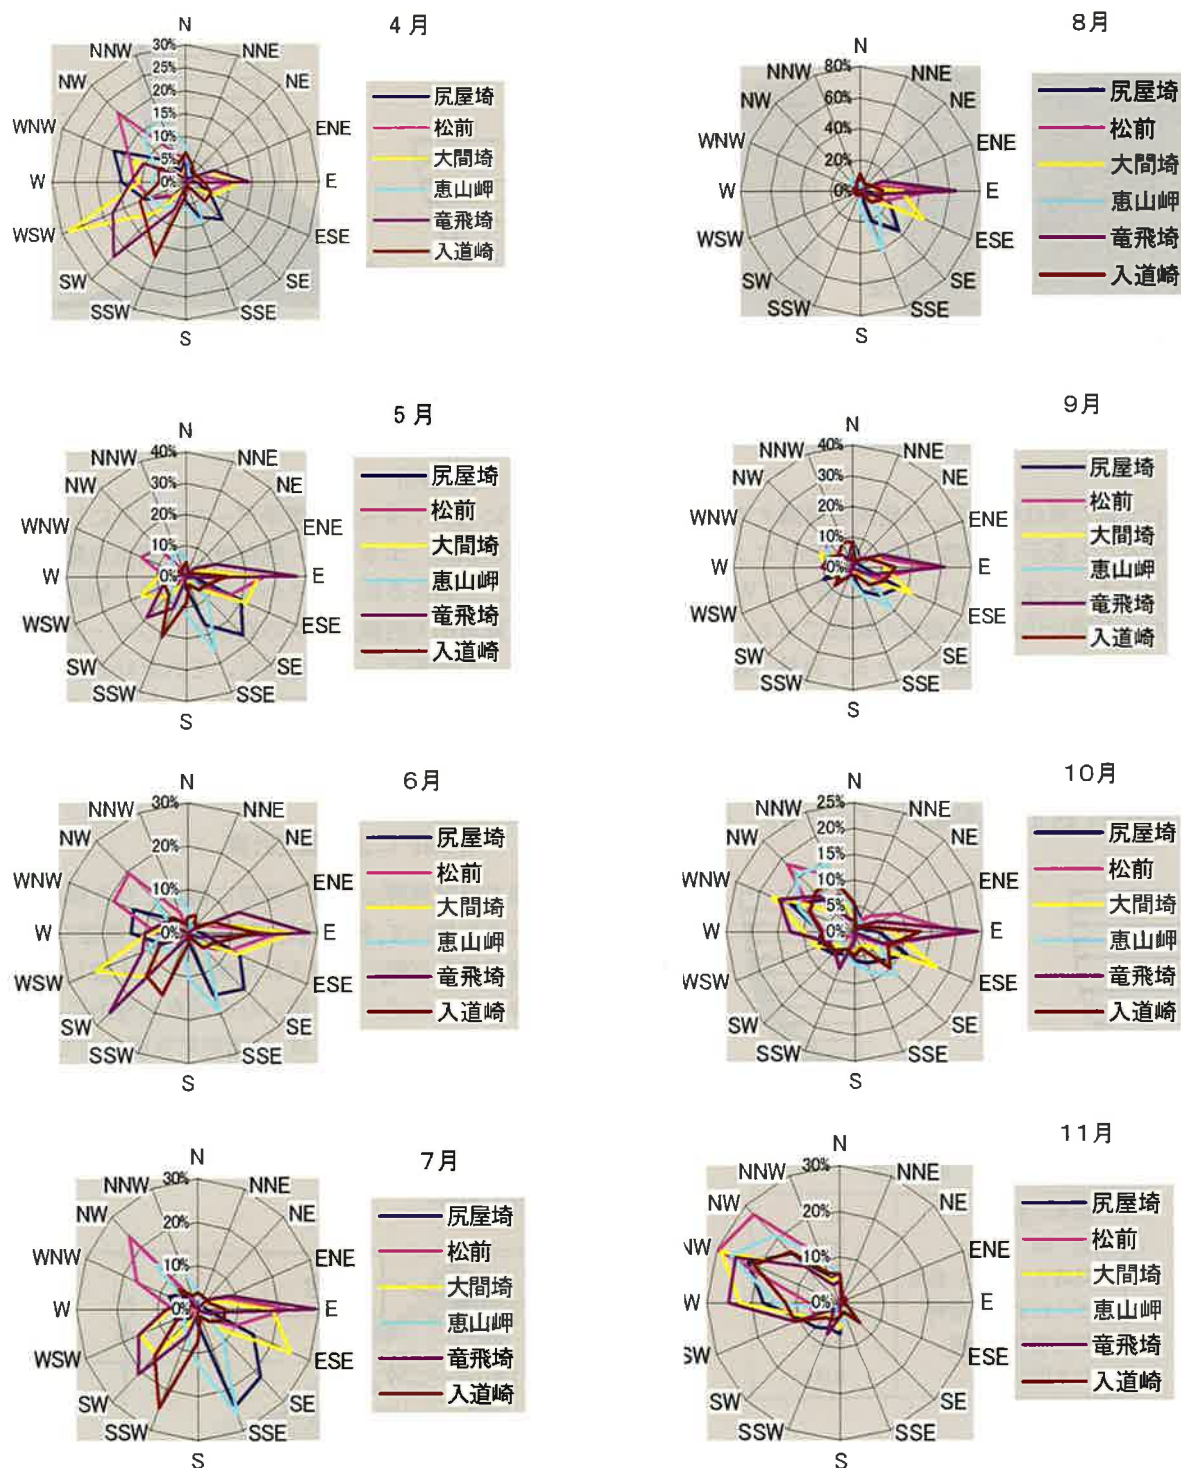 4月
N
NNE
NE
ENE
E
ESE
SE
SSE
S
SSW
SW
WSW
W
WNW
NW
NNW
30%
25%
20%
15%
10%
5%
0%
尻屋埼
松前
大間埼
恵山岬
竜飛埼
入道崎
8月
N
NNE
NE
ENE
E
ESE
SE
SSE
S
SSW
SW
WSW
W
WNW
NW
NNW
80%
60%
40%
20%
0%
尻屋埼
松前
大間埼
恵山岬
竜飛埼
入道崎
5月
N
NNE
NE
ENE
E
ESE
SE
SSE
S
SSW
SW
WSW
W
WNW
NW
NNW
40%
30%
20%
10%
0%
尻屋埼
松前
大間埼
恵山岬
竜飛埼
入道崎
9月
N
NNE
NE
ENE
E
ESE
SE
SSE
S
SSW
SW
WSW
W
WNW
NW
NNW
40%
30%
20%
10%
0%
尻屋埼
松前
大間埼
恵山岬
竜飛埼
入道崎
6月
N
NNE
NE
ENE
E
ESE
SE
SSE
S
SSW
SW
WSW
W
WNW
NW
NNW
30%
20%
10%
0%
尻屋埼
松前
大間埼
恵山岬
竜飛埼
入道崎
10月
N
NNE
NE
ENE
E
ESE
SE
SSE
S
SSW
SW
WSW
W
WNW
NW
NNW
25%
20%
15%
10%
5%
0%
尻屋埼
松前
大間埼
恵山岬
竜飛埼
入道崎
7月
N
NNE
NE
ENE
E
ESE
SE
SSE
S
SSW
SW
WSW
W
WNW
NW
NNW
30%
20%
10%
0%
尻屋埼
松前
大間埼
恵山岬
竜飛埼
入道崎
11月
N
NNE
NE
ENE
E
ESE
SE
SSE
S
SSW
SW
SW
W
NW
NW
NNW
30%
20%
10%
0%
尻屋埼
松前
大間埼
恵山岬
竜飛埼
入道崎